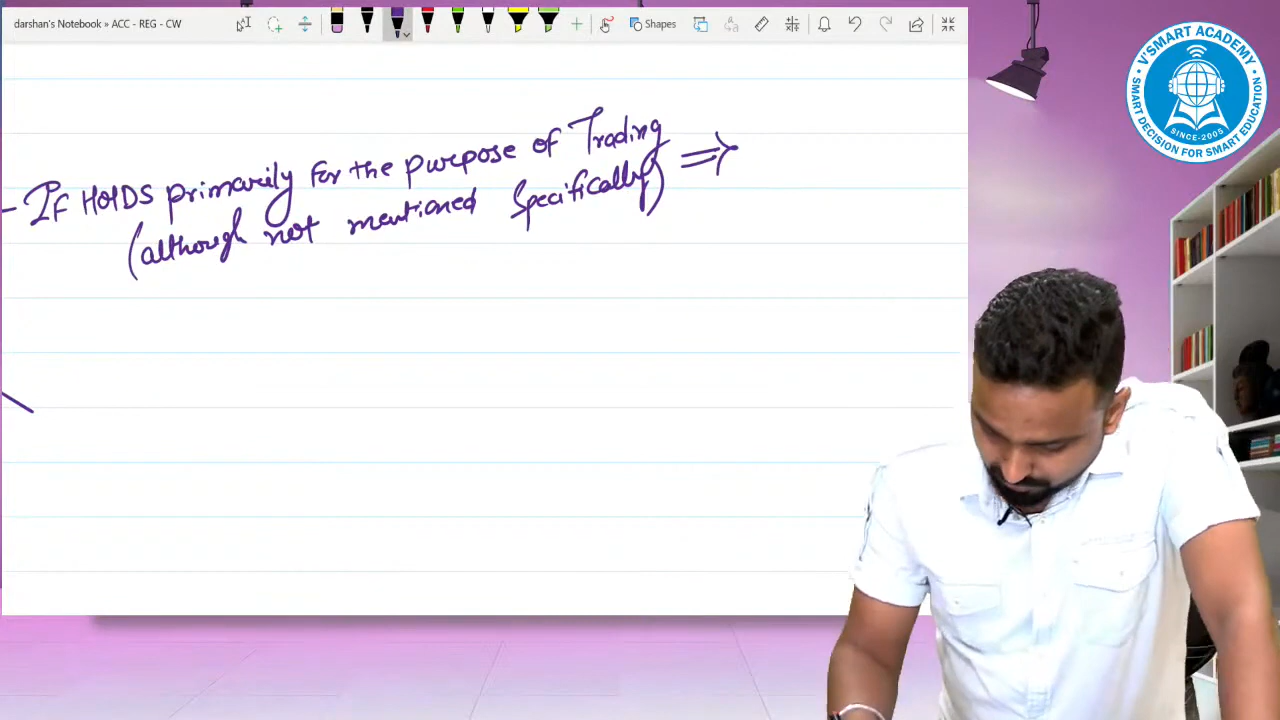 darshan's Notebook » ACC - REG - CW
Shapes
V'SMART ACADEMY
SMART DECISION FOR SMART EDUCATION
SINCE-2005
- If HOLDS primarily for the purpose of Trading ⇒
(although not mentioned specifically)